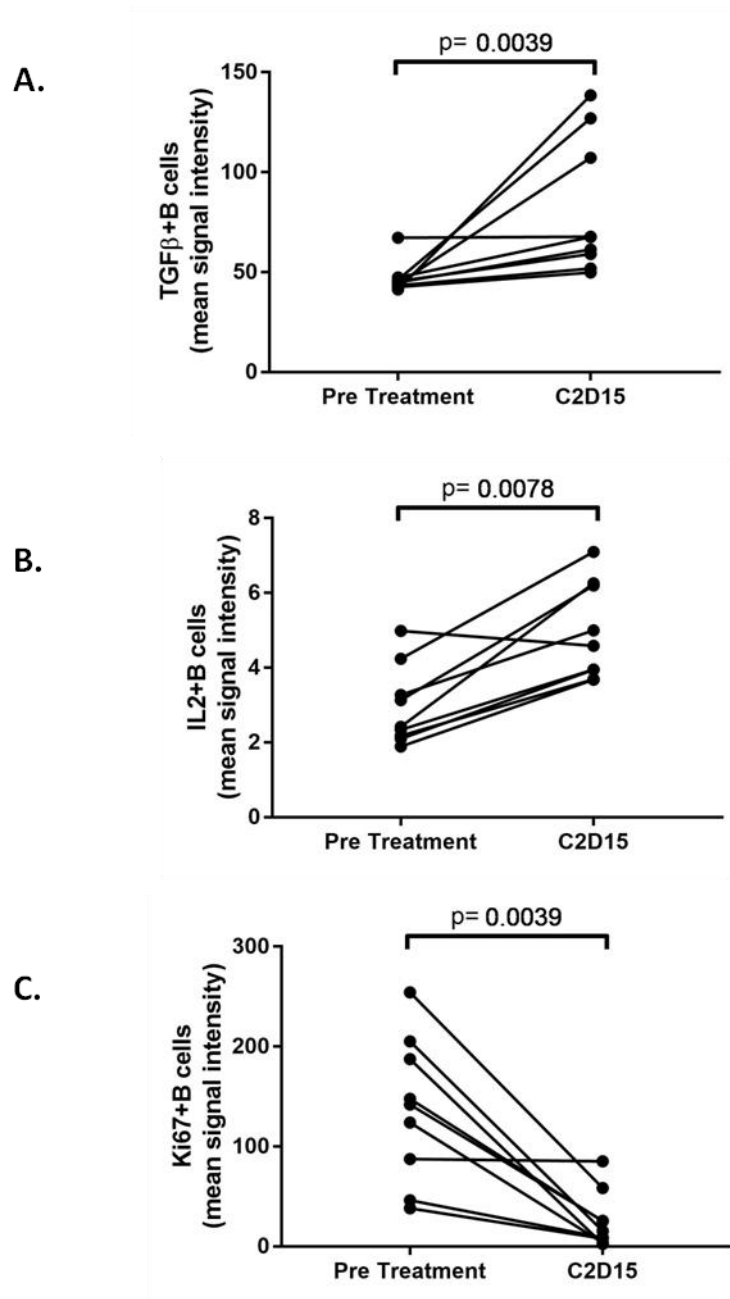 A.
p= 0.0039
TGFβ+B cells
(mean signal intensity)
150
100
50
0
Pre Treatment
C2D15
B.
p= 0.0078
IL2+B cells
(mean signal intensity)
8
6
4
2
0
Pre Treatment
C2D15
C.
p= 0.0039
Ki67+B cells
(mean signal intensity)
300
200
100
0
Pre Treatment
C2D15